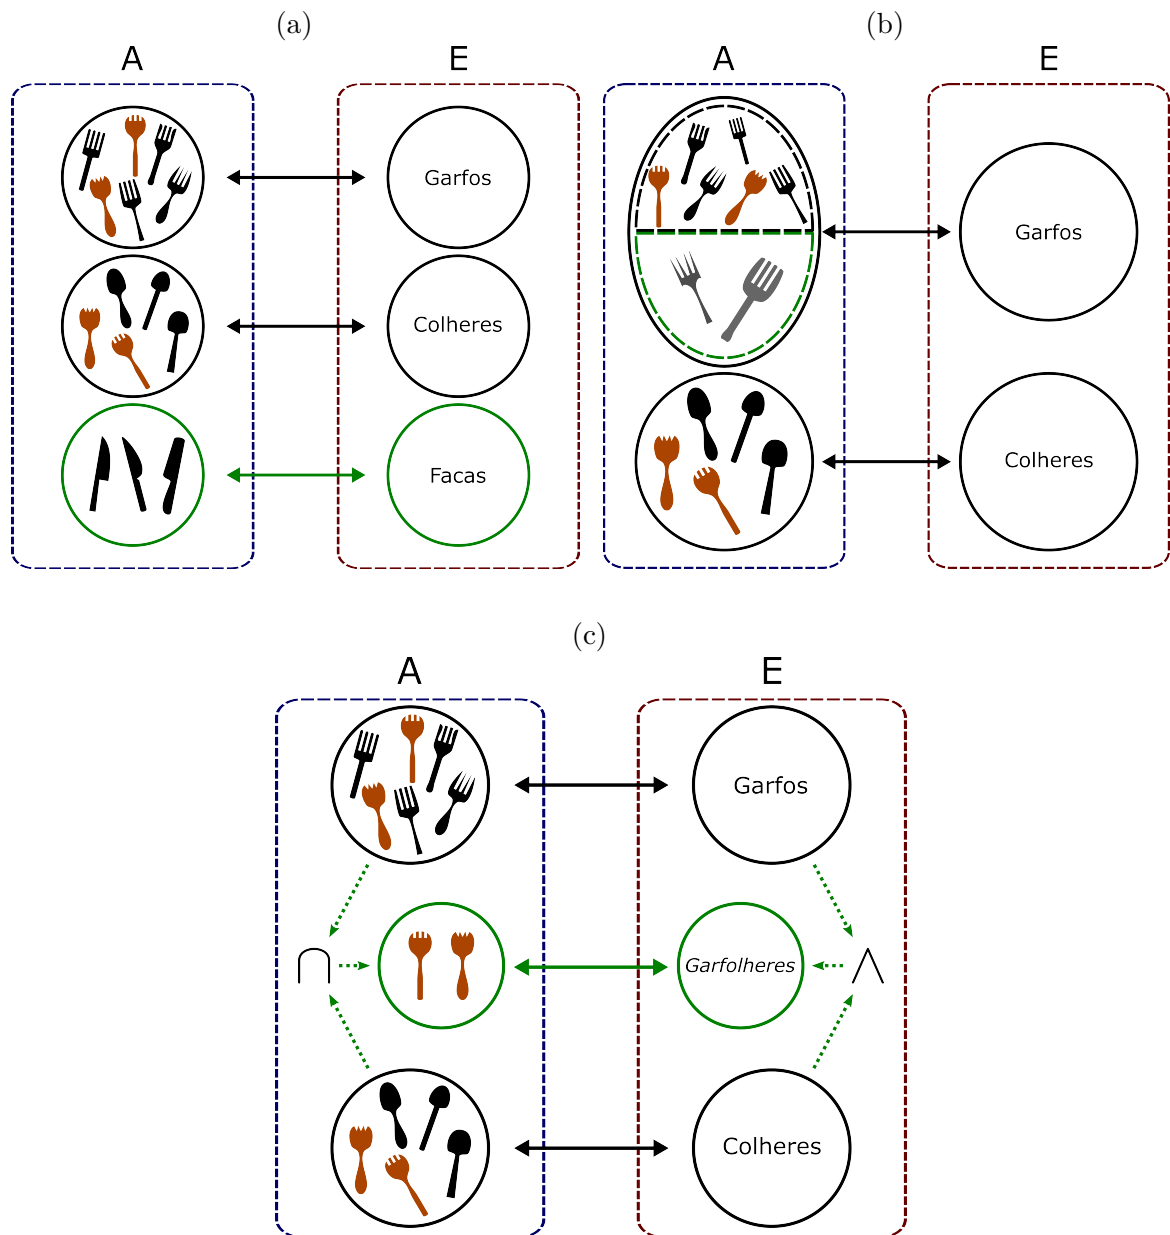 (a)
A
E
Garfos
Colheres
Facas
(b)
A
E
Garfos
Colheres
(c)
A
E
Garfos
∩
Garfolheres
∧
Colheres